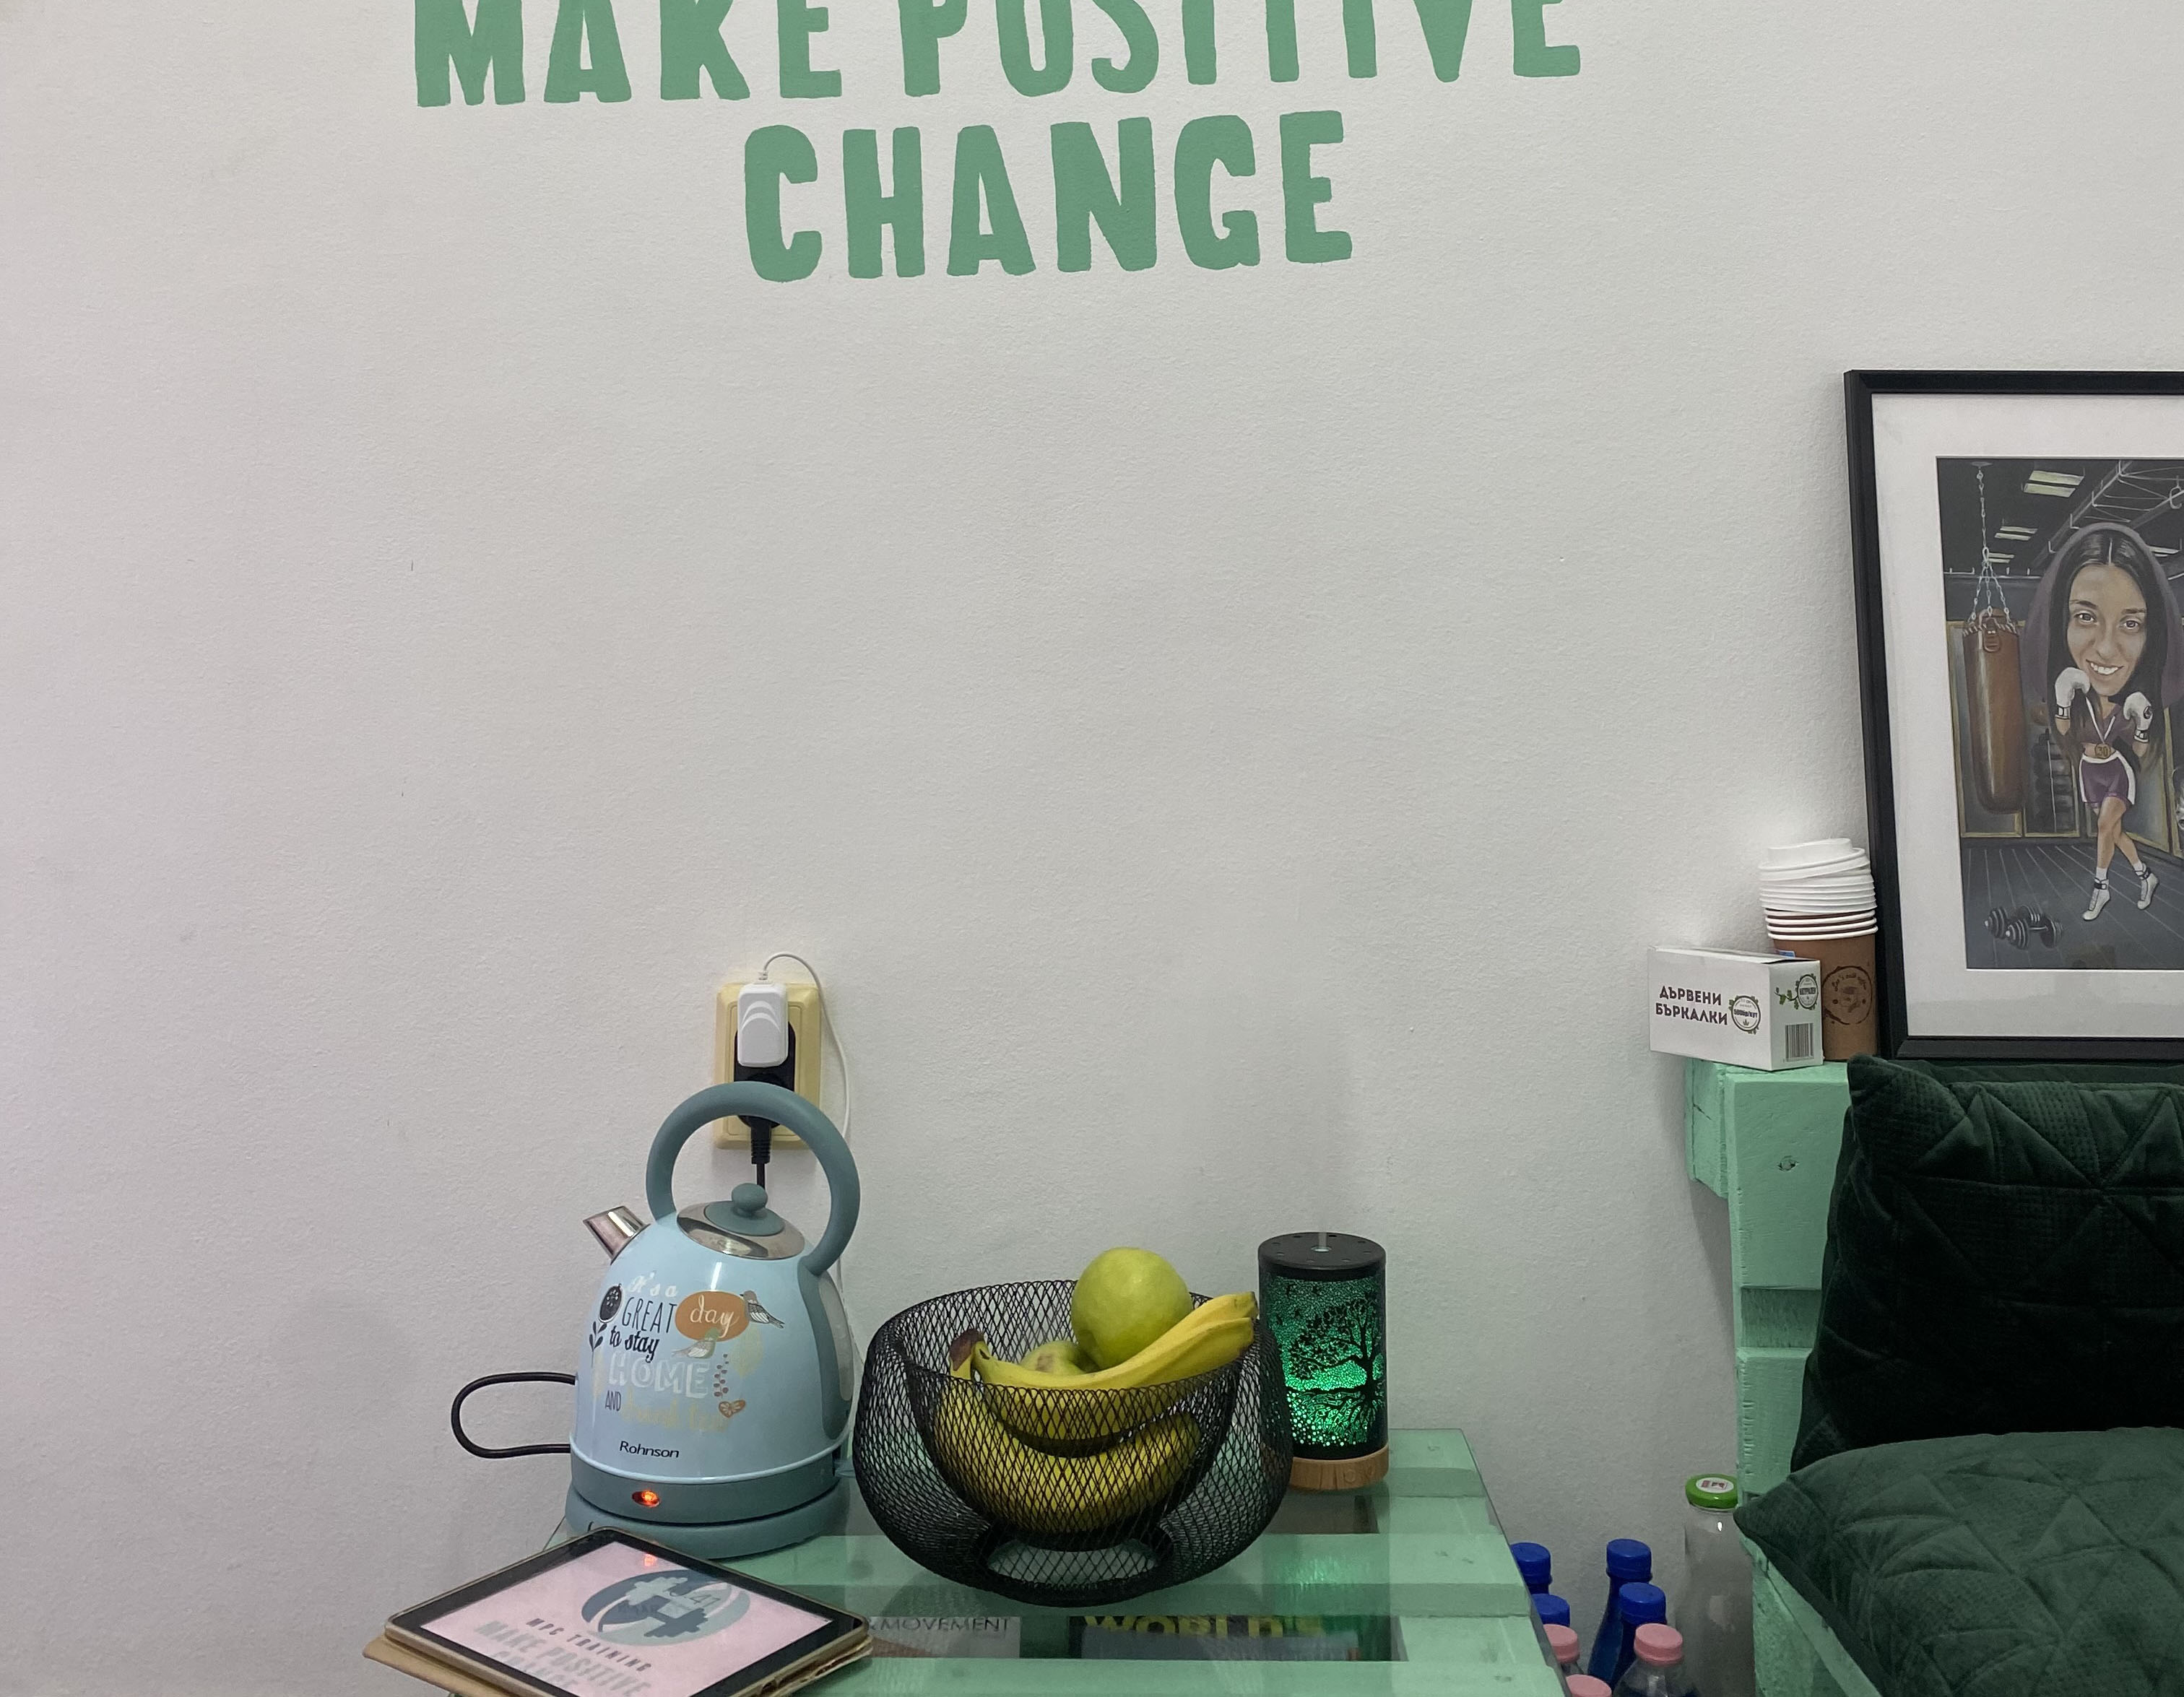 MAKE POSITIVE
CHANGE
ДЪРВЕНИ
БЪРКАЛКИ
It's a
GREAT day
to stay
HOME
AND
Rohnson
MPC TRAINING
MAKE POSITIVE
& MOVEMENT
WORLD